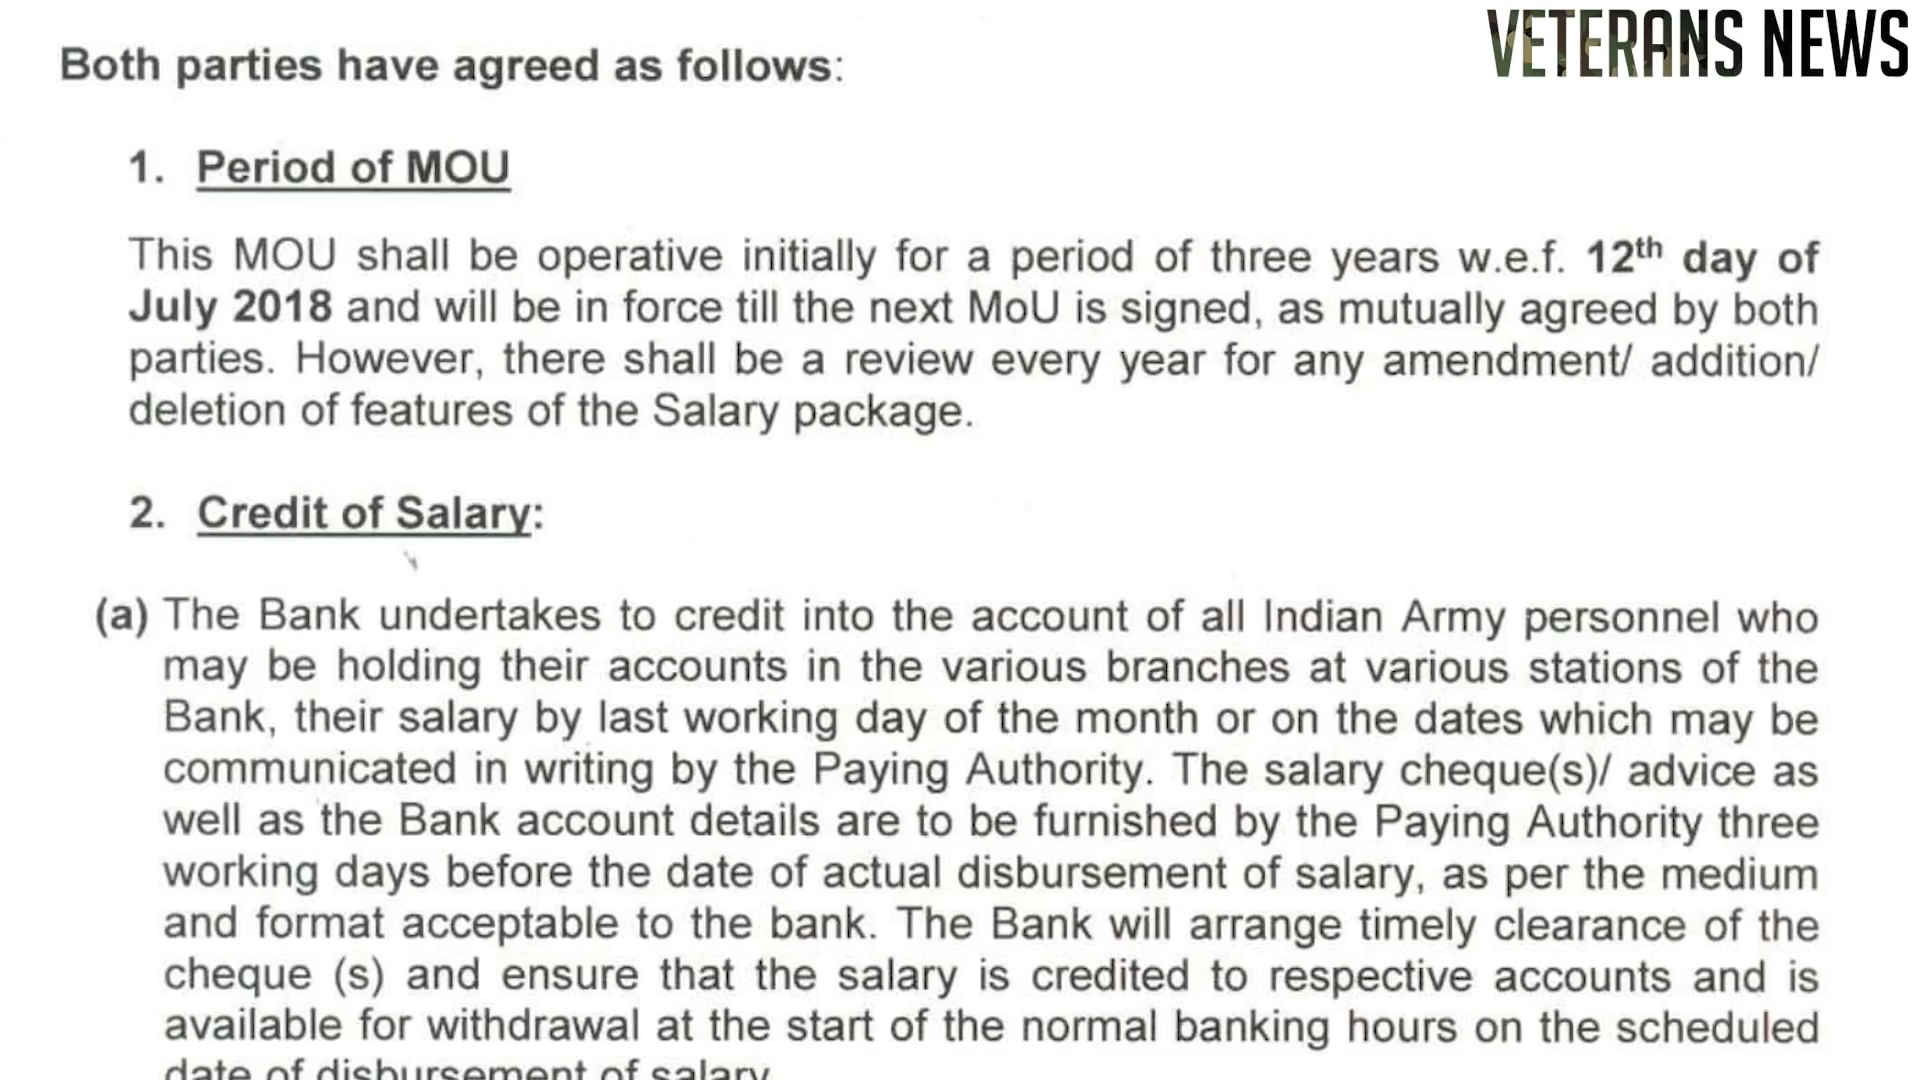 VETERANS NEWS
Both parties have agreed as follows:
1. Period of MOU
This MOU shall be operative initially for a period of three years w.e.f. 12th day of
July 2018 and will be in force till the next MoU is signed, as mutually agreed by both
parties. However, there shall be a review every year for any amendment/ addition/
deletion of features of the Salary package.
2. Credit of Salary:
(a) The Bank undertakes to credit into the account of all Indian Army personnel who
may be holding their accounts in the various branches at various stations of the
Bank, their salary by last working day of the month or on the dates which may be
communicated in writing by the Paying Authority. The salary cheque(s)/ advice as
well as the Bank account details are to be furnished by the Paying Authority three
working days before the date of actual disbursement of salary, as per the medium
and format acceptable to the bank. The Bank will arrange timely clearance of the
cheque (s) and ensure that the salary is credited to respective accounts and is
available for withdrawal at the start of the normal banking hours on the scheduled
date of disbursement of salary